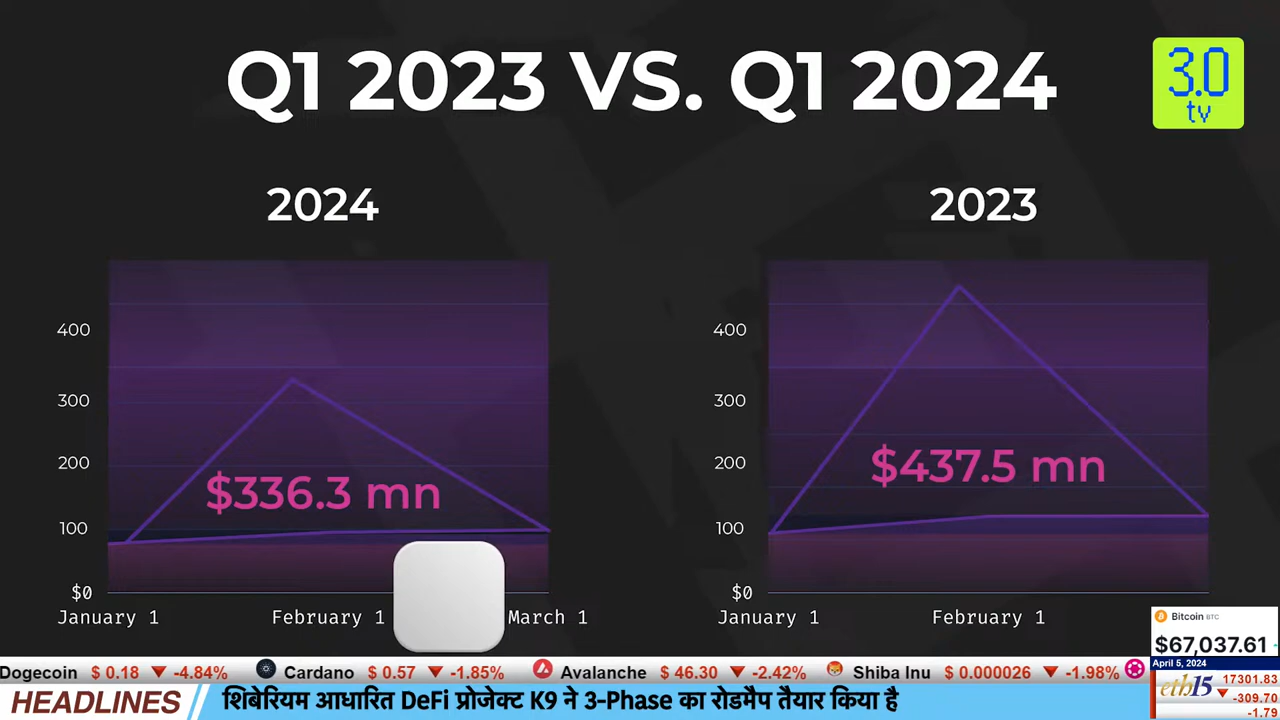 Q1 2023 VS. Q1 2024
3.0
tv
2024
2023
400
300
200
100
$0
$336.3 mn
January 1
February 1
March 1
400
300
200
100
$0
$437.5 mn
January 1
February 1
Bitcoin BTC
$67,037.61
April 5, 2024
Dogecoin $ 0.18 ▼ -4.84% Cardano $ 0.57 ▼ -1.85% Avalanche $ 46.30 ▼ -2.42% Shiba Inu $ 0.000026 ▼ -1.98%
eth15
17301.83
▼ -309.70
-1.79
HEADLINES
शिबेरियम आधारित DeFi प्रोजेक्ट K9 ने 3-Phase का रोडमैप तैयार किया है